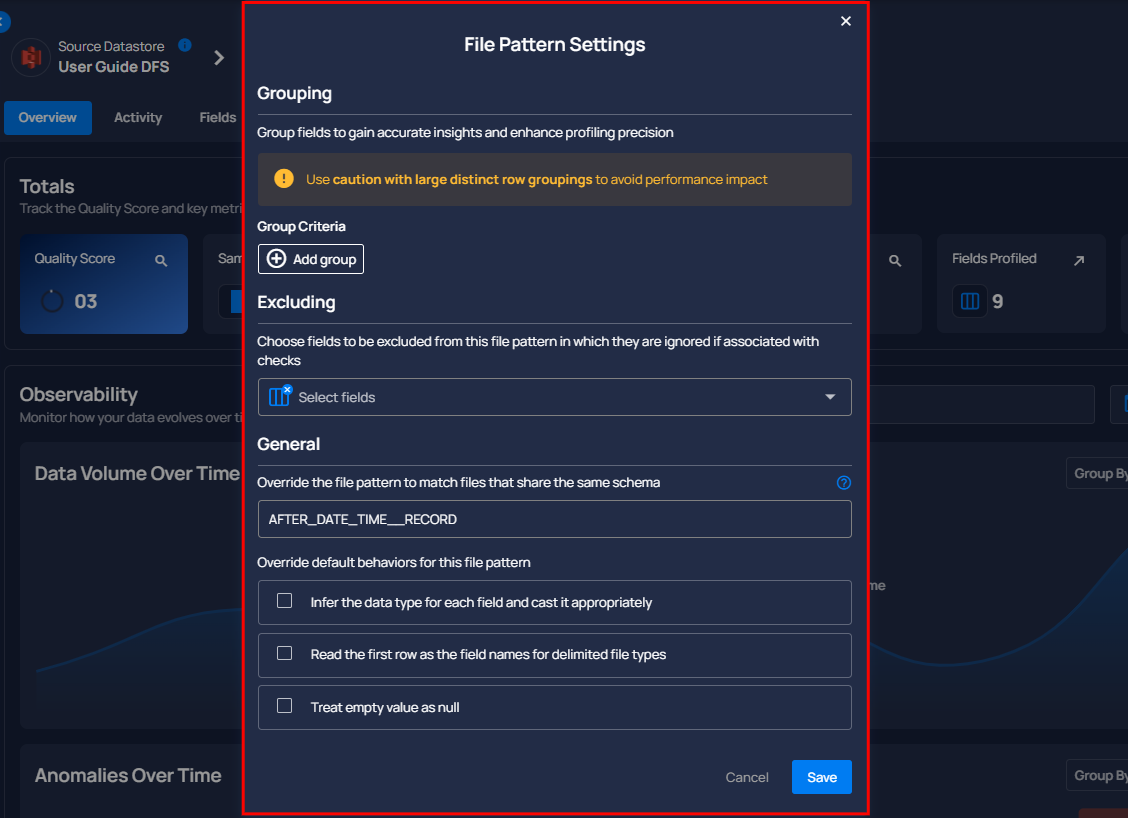 Source Datastore
User Guide DFS
Overview
Activity
Fields
Totals
Track the Quality Score and key metri
Quality Score
03
Sam
Fields Profiled
9
Observability
Monitor how your data evolves over ti
Data Volume Over Time
Group By
me
Anomalies Over Time
Group By
File Pattern Settings
Grouping
Group fields to gain accurate insights and enhance profiling precision
Use caution with large distinct row groupings to avoid performance impact
Group Criteria
Add group
Excluding
Choose fields to be excluded from this file pattern in which they are ignored if associated with
checks
Select fields
General
Override the file pattern to match files that share the same schema
AFTER_DATE_TIME__RECORD
Override default behaviors for this file pattern
Infer the data type for each field and cast it appropriately
Read the first row as the field names for delimited file types
Treat empty value as null
Cancel
Save